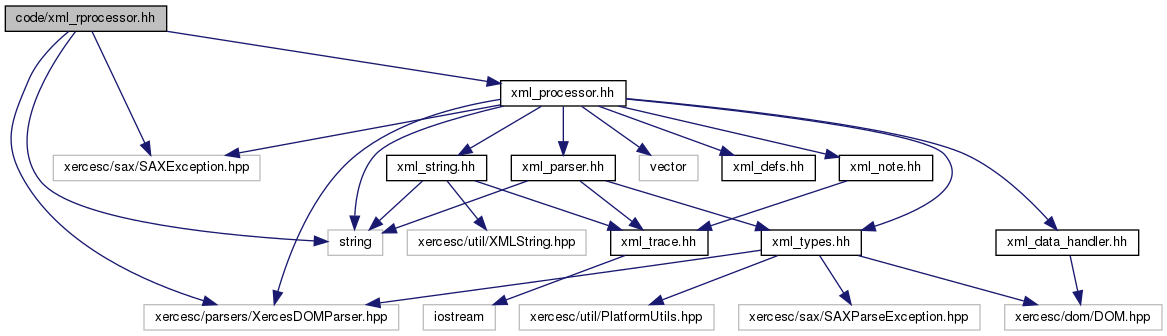 code/xml_rprocessor.hh
xml_processor.hh
xercesc/sax/SAXException.hpp
xml_string.hh
xml_parser.hh
vector
xml_defs.hh
xml_note.hh
string
xercesc/util/XMLString.hpp
xml_trace.hh
xml_types.hh
xml_data_handler.hh
xercesc/parsers/XercesDOMParser.hpp
iostream
xercesc/util/PlatformUtils.hpp
xercesc/sax/SAXParseException.hpp
xercesc/dom/DOM.hpp